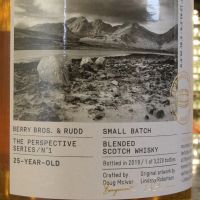 BERRY BROS. & RUDD
THE PERSPECTIVE
SERIES/Nº1
25-YEAR-OLD
SMALL BATCH
BLENDED
SCOTCH WHISKY
Bottled in 2019 / 1 of 3,220 bottles
Crafted by
Doug McIvor
Original artwork by
Lindsay Robertson